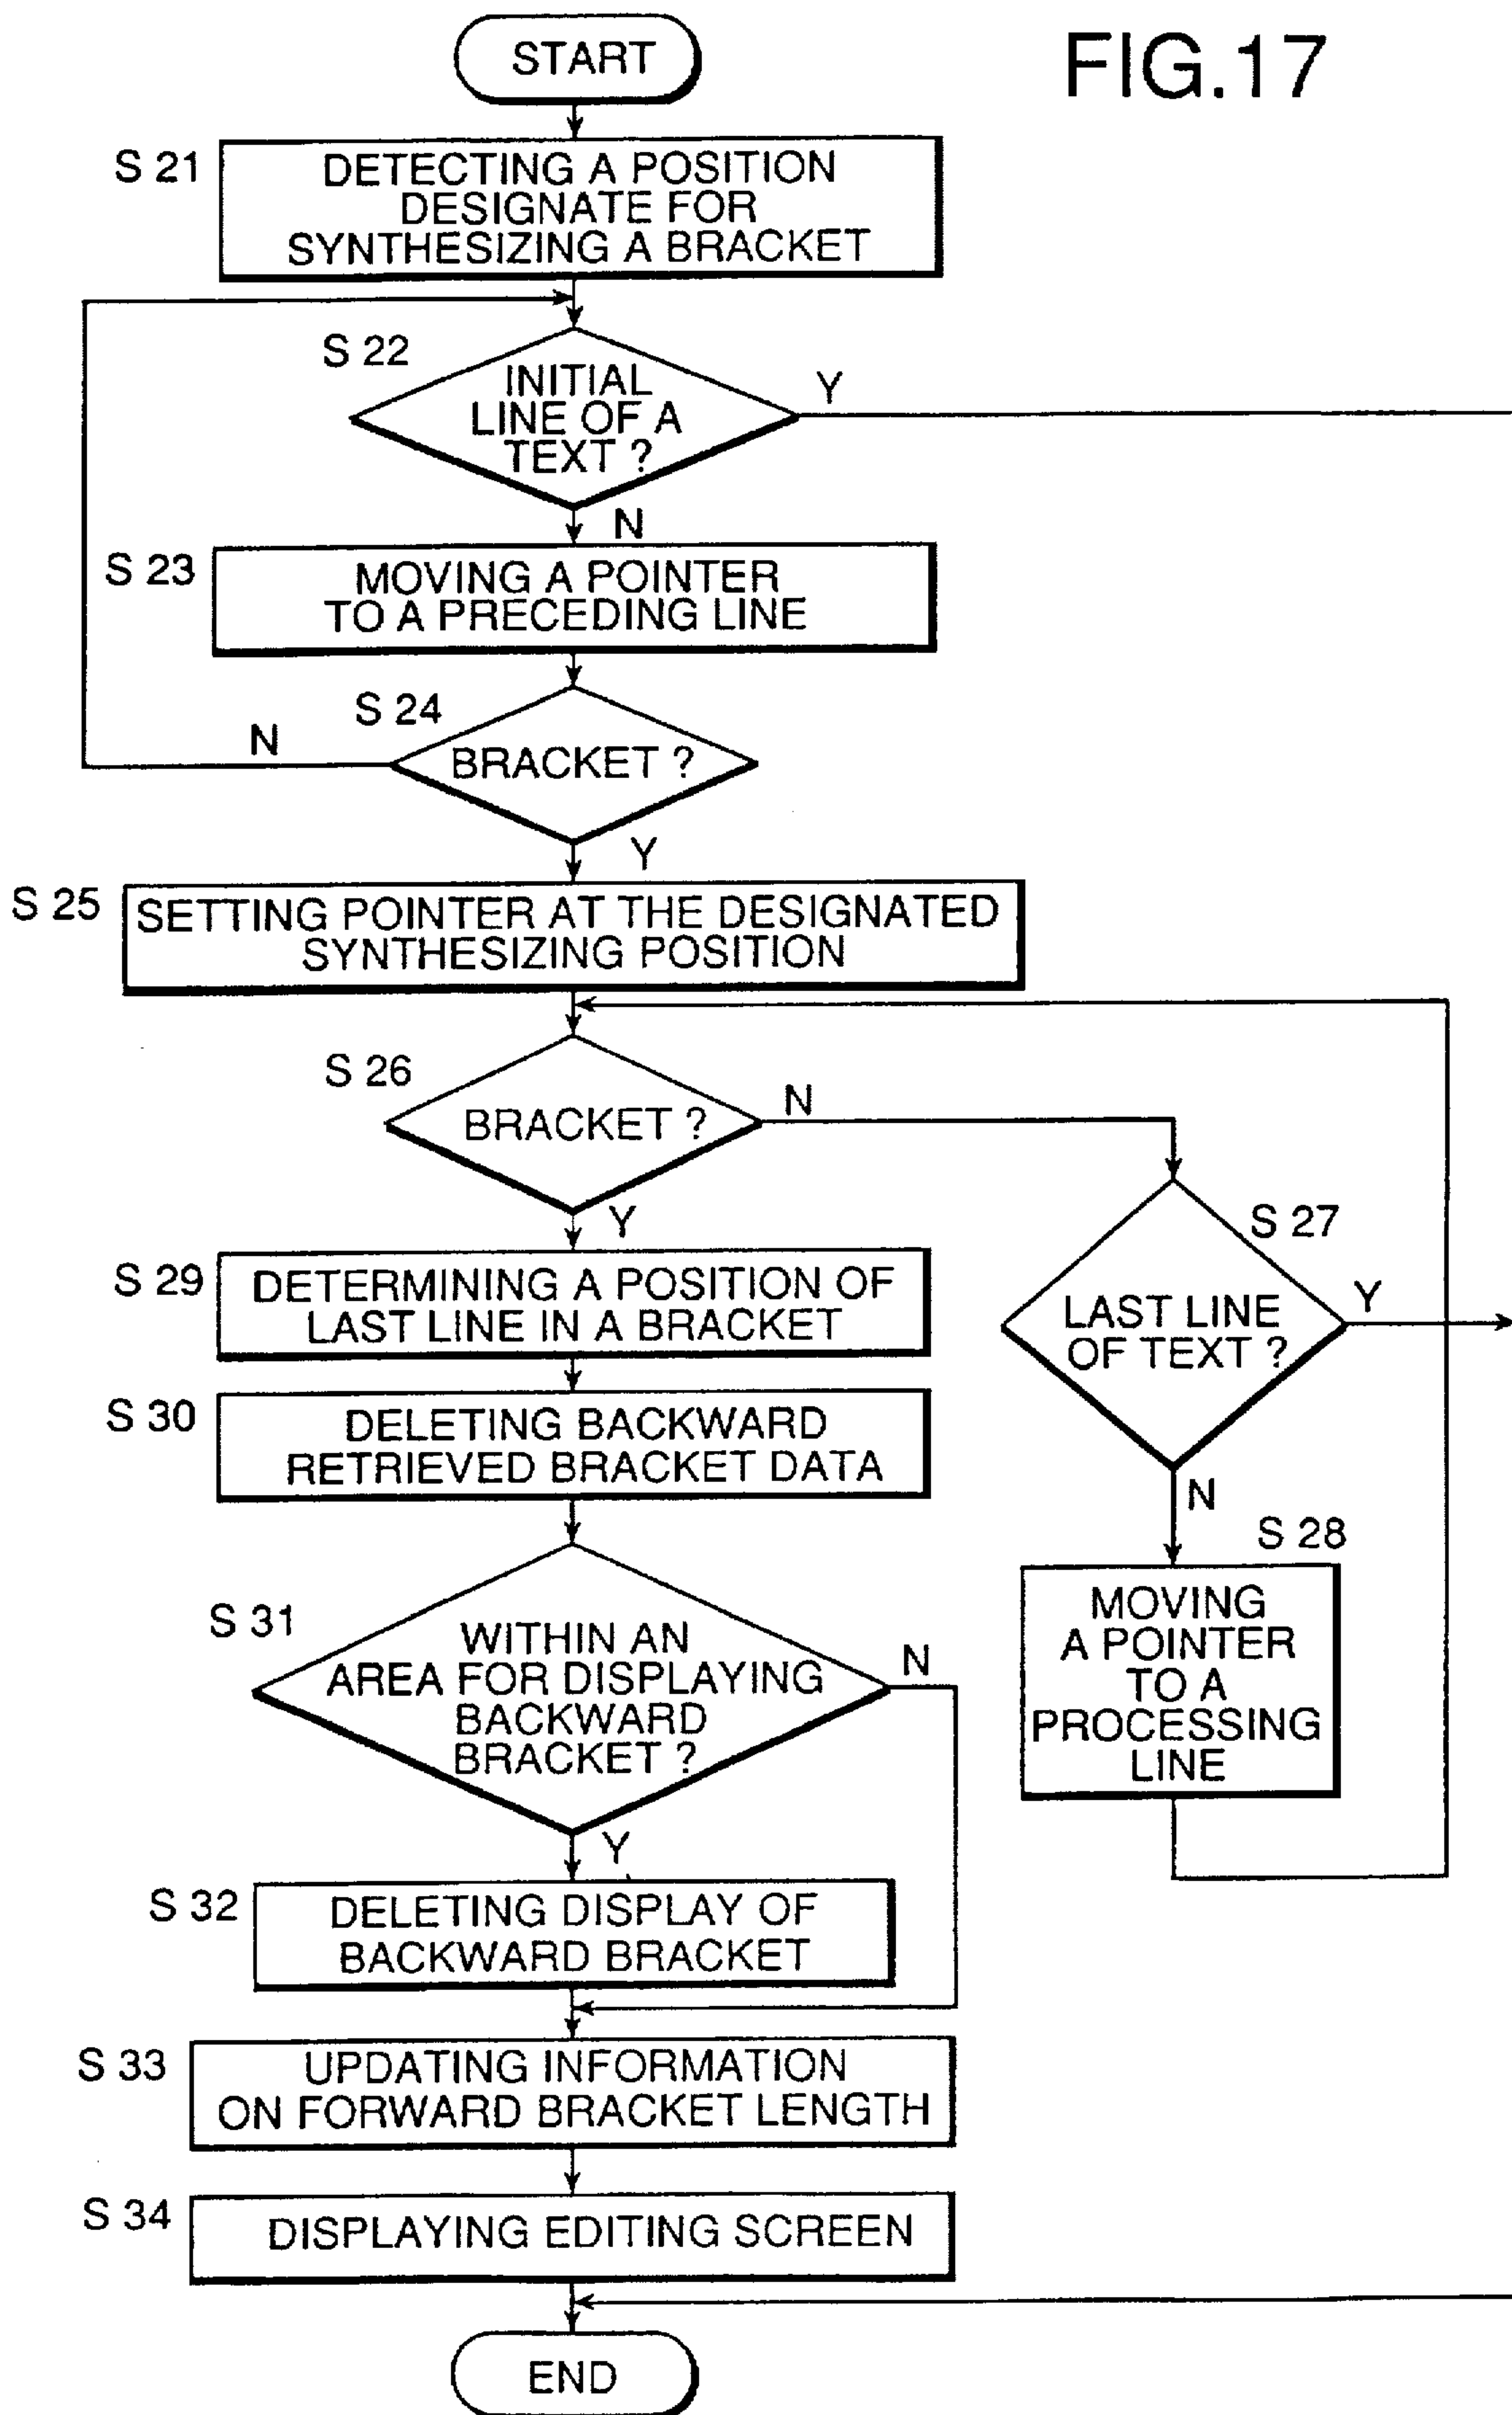 FIG.17
START
S 21
DETECTING A POSITION
DESIGNATE FOR
SYNTHESIZING A BRACKET
S 22
INITIAL
LINE OF A
TEXT ?
Y
N
S 23
MOVING A POINTER
TO A PRECEDING LINE
S 24
BRACKET ?
N
Y
S 25
SETTING POINTER AT THE DESIGNATED
SYNTHESIZING POSITION
S 26
BRACKET ?
N
Y
S 27
LAST LINE
OF TEXT ?
Y
N
S 28
MOVING
A POINTER
TO A
PROCESSING
LINE
S 29
DETERMINING A POSITION OF
LAST LINE IN A BRACKET
S 30
DELETING BACKWARD
RETRIEVED BRACKET DATA
S 31
WITHIN AN
AREA FOR DISPLAYING
BACKWARD
BRACKET ?
N
Y
S 32
DELETING DISPLAY OF
BACKWARD BRACKET
S 33
UPDATING INFORMATION
ON FORWARD BRACKET LENGTH
S 34
DISPLAYING EDITING SCREEN
END